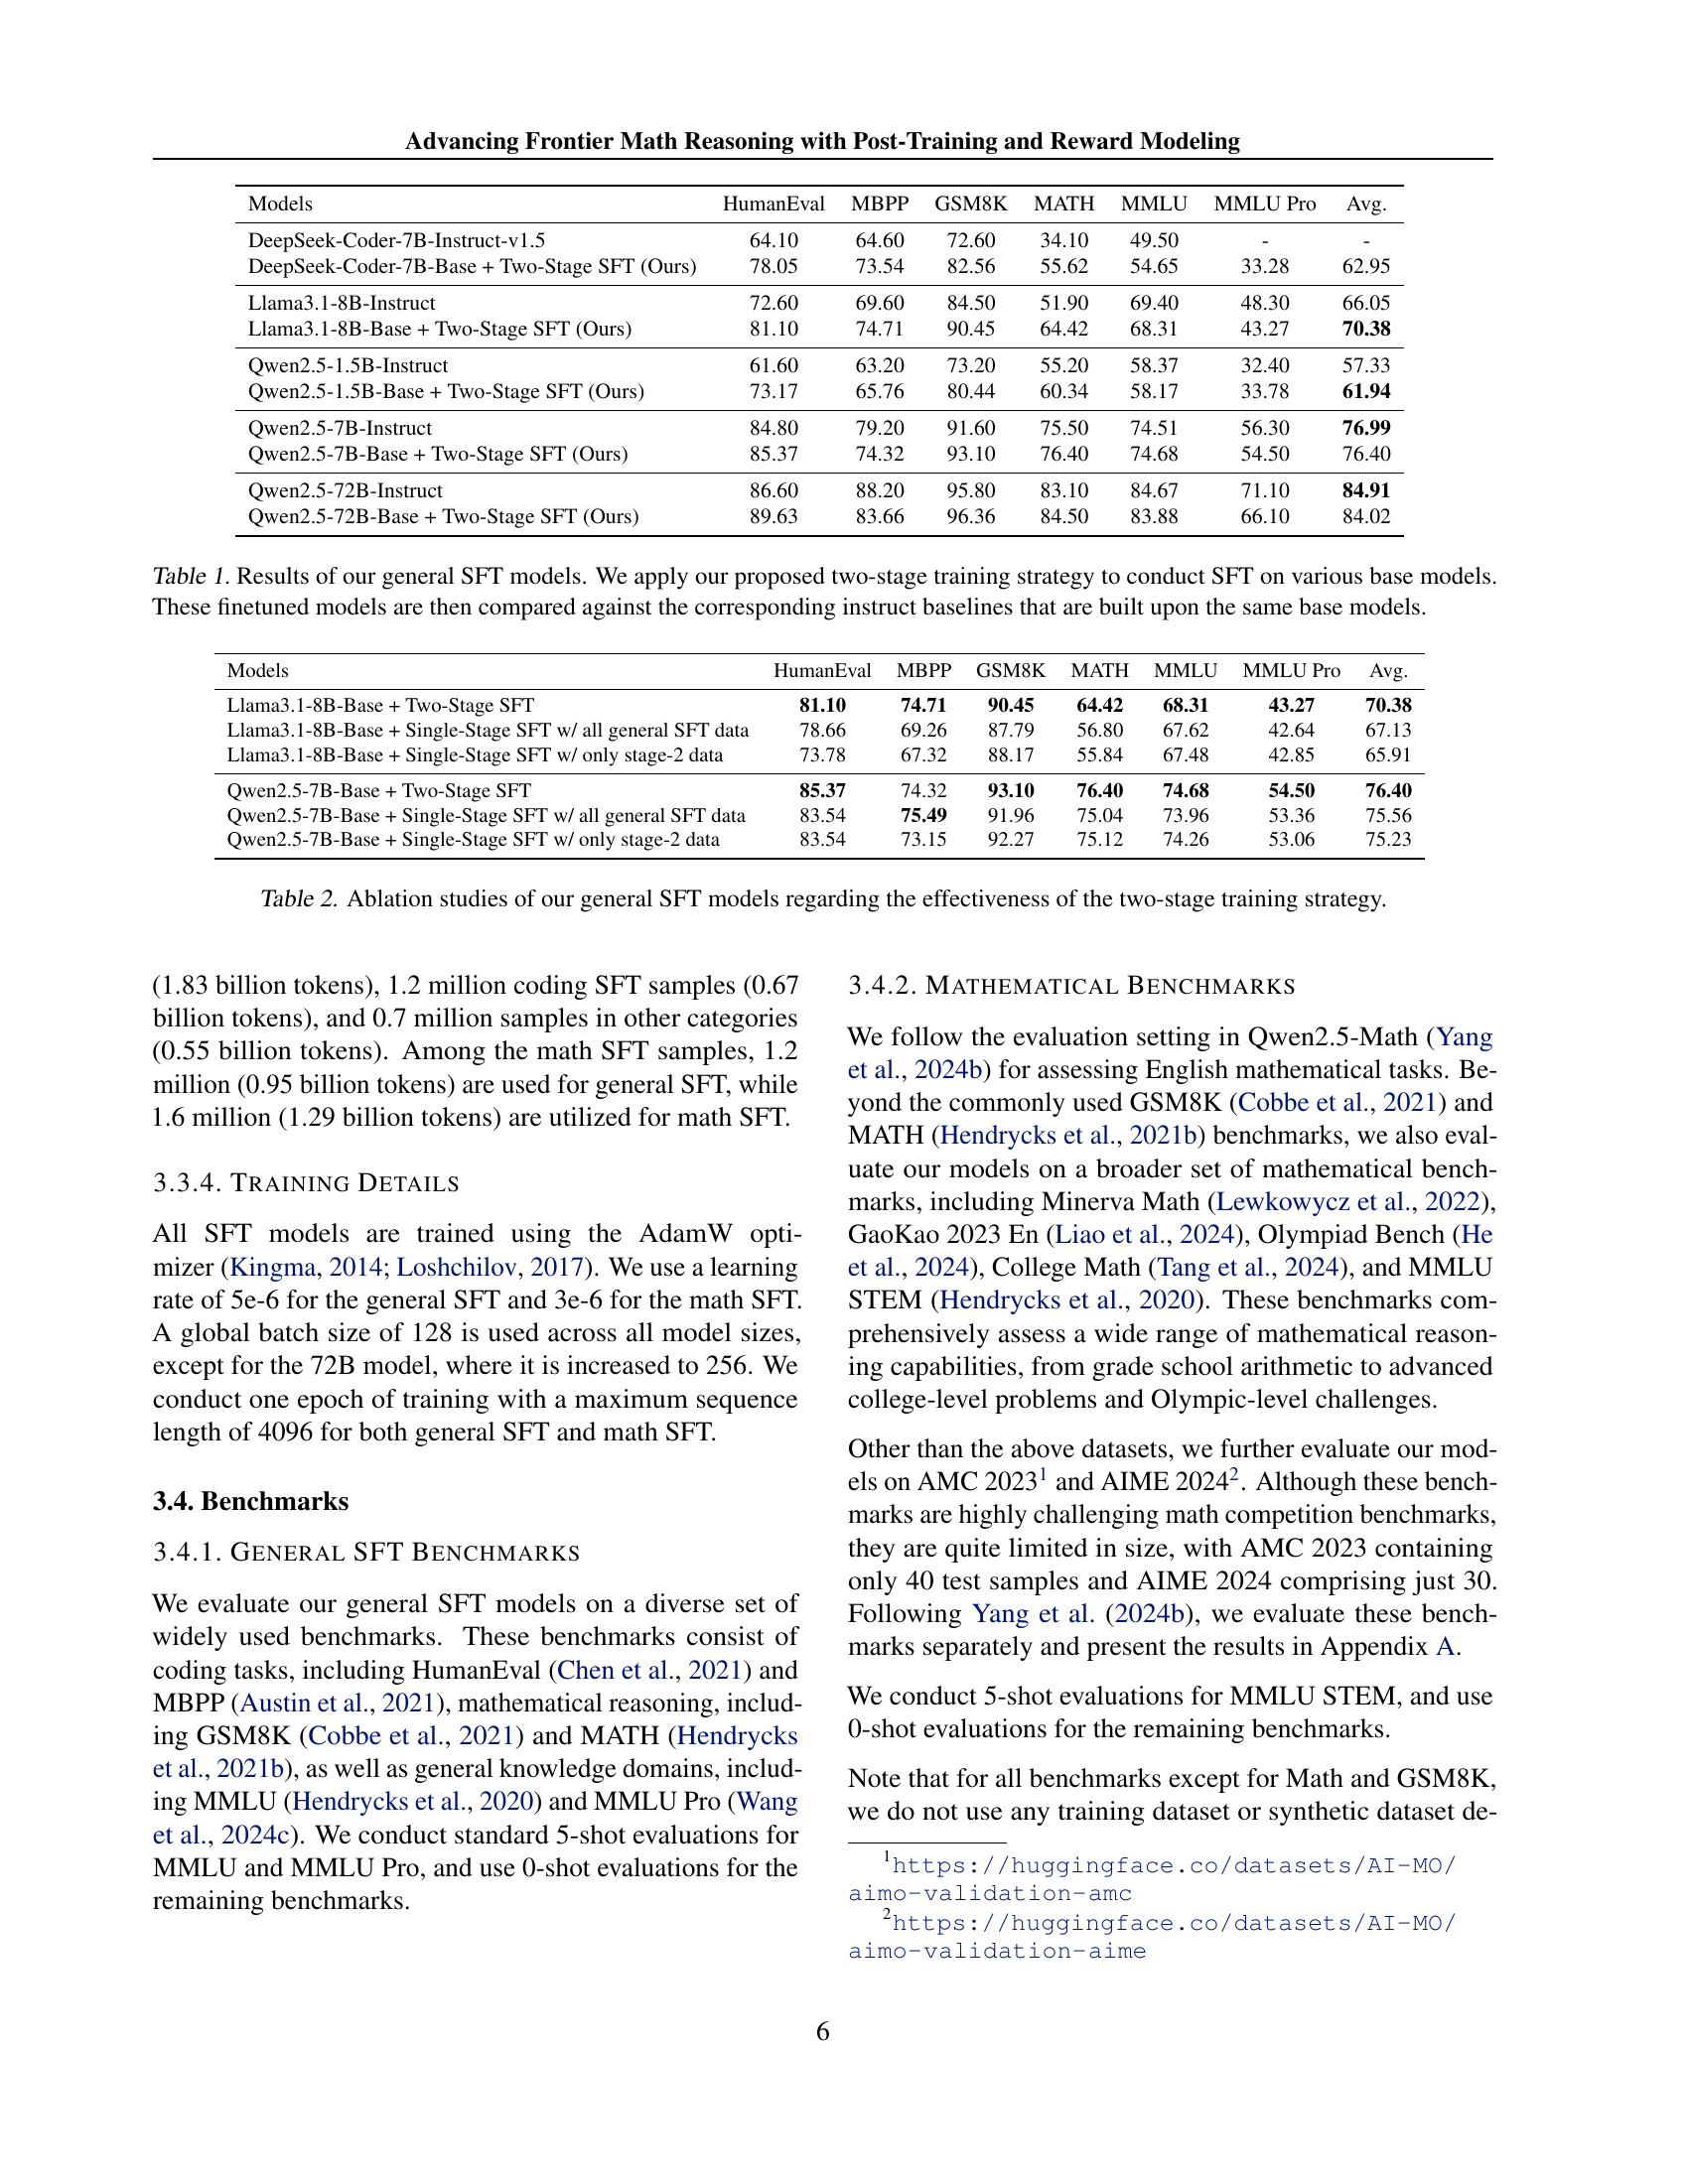 Advancing Frontier Math Reasoning with Post-Training and Reward Modeling
Models HumanEval MBPP GSM8K MATH MMLU MMLU Pro Avg.
DeepSeek-Coder-7B-Instruct-v1.5 64.10 64.60 72.60 34.10 49.50 - -
DeepSeek-Coder-7B-Base + Two-Stage SFT (Ours) 78.05 73.54 82.56 55.62 54.65 33.28 62.95
Llama3.1-8B-Instruct 72.60 69.60 84.50 51.90 69.40 48.30 66.05
Llama3.1-8B-Base + Two-Stage SFT (Ours) 81.10 74.71 90.45 64.42 68.31 43.27 70.38
Qwen2.5-1.5B-Instruct 61.60 63.20 73.20 55.20 58.37 32.40 57.33
Qwen2.5-1.5B-Base + Two-Stage SFT (Ours) 73.17 65.76 80.44 60.34 58.17 33.78 61.94
Qwen2.5-7B-Instruct 84.80 79.20 91.60 75.50 74.51 56.30 76.99
Qwen2.5-7B-Base + Two-Stage SFT (Ours) 85.37 74.32 93.10 76.40 74.68 54.50 76.40
Qwen2.5-72B-Instruct 86.60 88.20 95.80 83.10 84.67 71.10 84.91
Qwen2.5-72B-Base + Two-Stage SFT (Ours) 89.63 83.66 96.36 84.50 83.88 66.10 84.02
Table 1. Results of our general SFT models. We apply our proposed two-stage training strategy to conduct SFT on various base models.
These finetuned models are then compared against the corresponding instruct baselines that are built upon the same base models.
Models HumanEval MBPP GSM8K MATH MMLU MMLU Pro Avg.
Llama3.1-8B-Base + Two-Stage SFT 81.10 74.71 90.45 64.42 68.31 43.27 70.38
Llama3.1-8B-Base + Single-Stage SFT w/ all general SFT data 78.66 69.26 87.79 56.80 67.62 42.64 67.13
Llama3.1-8B-Base + Single-Stage SFT w/ only stage-2 data 73.78 67.32 88.17 55.84 67.48 42.85 65.91
Qwen2.5-7B-Base + Two-Stage SFT 85.37 74.32 93.10 76.40 74.68 54.50 76.40
Qwen2.5-7B-Base + Single-Stage SFT w/ all general SFT data 83.54 75.49 91.96 75.04 73.96 53.36 75.56
Qwen2.5-7B-Base + Single-Stage SFT w/ only stage-2 data 83.54 73.15 92.27 75.12 74.26 53.06 75.23
Table 2. Ablation studies of our general SFT models regarding the effectiveness of the two-stage training strategy.
(1.83 billion tokens), 1.2 million coding SFT samples (0.67
billion tokens), and 0.7 million samples in other categories
(0.55 billion tokens). Among the math SFT samples, 1.2
million (0.95 billion tokens) are used for general SFT, while
1.6 million (1.29 billion tokens) are utilized for math SFT.
3.3.4. TRAINING DETAILS
All SFT models are trained using the AdamW opti-
mizer (Kingma, 2014; Loshchilov, 2017). We use a learning
rate of 5e-6 for the general SFT and 3e-6 for the math SFT.
A global batch size of 128 is used across all model sizes,
except for the 72B model, where it is increased to 256. We
conduct one epoch of training with a maximum sequence
length of 4096 for both general SFT and math SFT.
3.4. Benchmarks
3.4.1. GENERAL SFT BENCHMARKS
We evaluate our general SFT models on a diverse set of
widely used benchmarks. These benchmarks consist of
coding tasks, including HumanEval (Chen et al., 2021) and
MBPP (Austin et al., 2021), mathematical reasoning, includ-
ing GSM8K (Cobbe et al., 2021) and MATH (Hendrycks
et al., 2021b), as well as general knowledge domains, includ-
ing MMLU (Hendrycks et al., 2020) and MMLU Pro (Wang
et al., 2024c). We conduct standard 5-shot evaluations for
MMLU and MMLU Pro, and use 0-shot evaluations for the
remaining benchmarks.
3.4.2. MATHEMATICAL BENCHMARKS
We follow the evaluation setting in Qwen2.5-Math (Yang
et al., 2024b) for assessing English mathematical tasks. Be-
yond the commonly used GSM8K (Cobbe et al., 2021) and
MATH (Hendrycks et al., 2021b) benchmarks, we also eval-
uate our models on a broader set of mathematical bench-
marks, including Minerva Math (Lewkowycz et al., 2022),
GaoKao 2023 En (Liao et al., 2024), Olympiad Bench (He
et al., 2024), College Math (Tang et al., 2024), and MMLU
STEM (Hendrycks et al., 2020). These benchmarks com-
prehensively assess a wide range of mathematical reason-
ing capabilities, from grade school arithmetic to advanced
college-level problems and Olympic-level challenges.
Other than the above datasets, we further evaluate our mod-
els on AMC 2023¹ and AIME 2024². Although these bench-
marks are highly challenging math competition benchmarks,
they are quite limited in size, with AMC 2023 containing
only 40 test samples and AIME 2024 comprising just 30.
Following Yang et al. (2024b), we evaluate these bench-
marks separately and present the results in Appendix A.
We conduct 5-shot evaluations for MMLU STEM, and use
0-shot evaluations for the remaining benchmarks.
Note that for all benchmarks except for Math and GSM8K,
we do not use any training dataset or synthetic dataset de-
¹https://huggingface.co/datasets/AI-MO/
aimo-validation-amc
²https://huggingface.co/datasets/AI-MO/
aimo-validation-aime
6